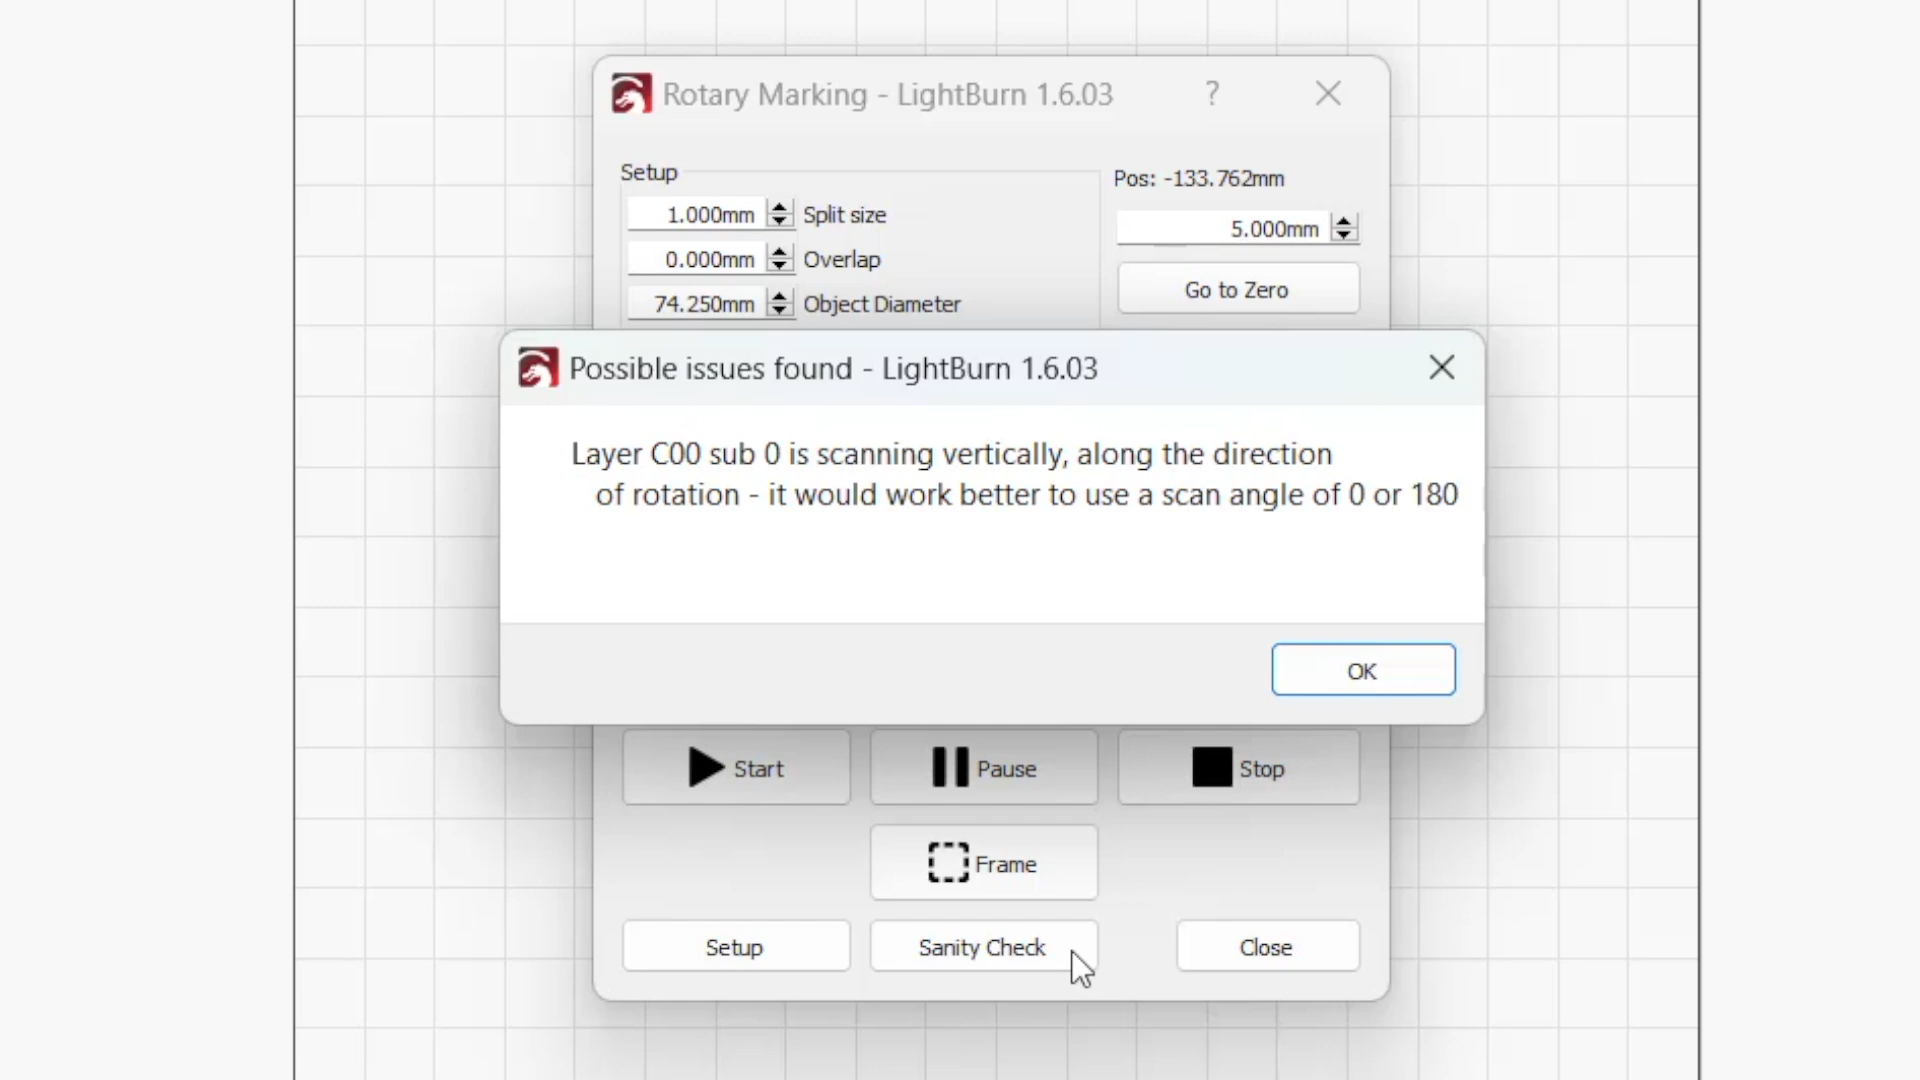 Rotary Marking - LightBurn 1.6.03 ?
Setup
1.000mm Split size
0.000mm Overlap
74.250mm Object Diameter
Pos: -133.762mm
5.000mm
Go to Zero
Possible issues found - LightBurn 1.6.03
Layer C00 sub 0 is scanning vertically, along the direction
of rotation - it would work better to use a scan angle of 0 or 180
OK
Start Pause Stop
Frame
Setup Sanity Check Close